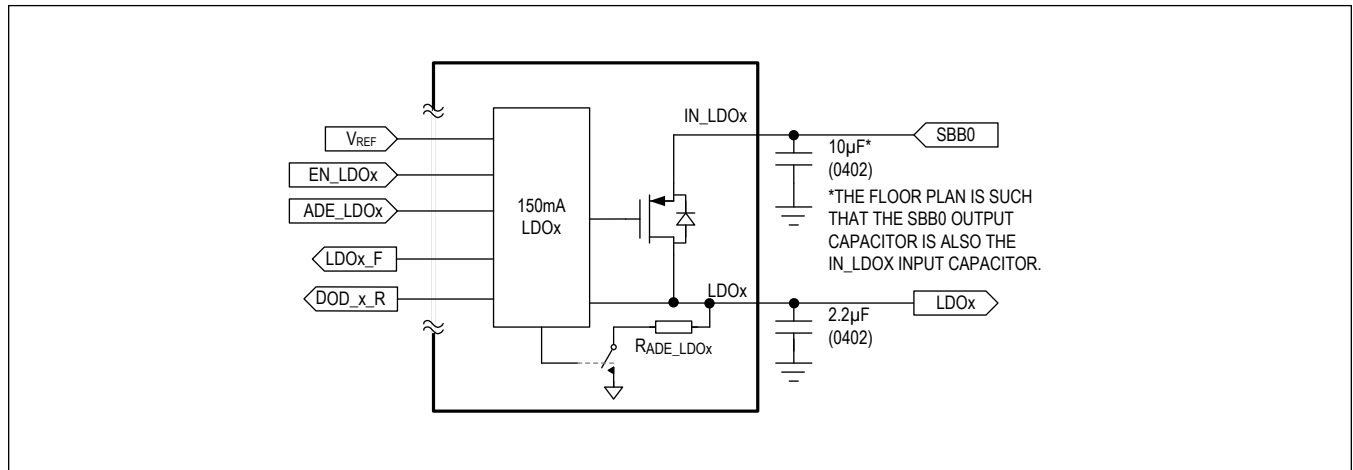 VREF
EN_LDOx
ADE_LDOx
LDOx_F
DOD_x_R
150mA
LDOx
IN_LDOx
LDOx
RADE_LDOx
SBB0
10µF*
(0402)
*THE FLOOR PLAN IS SUCH
THAT THE SBB0 OUTPUT
CAPACITOR IS ALSO THE
IN_LDOX INPUT CAPACITOR.
LDOx
2.2µF
(0402)